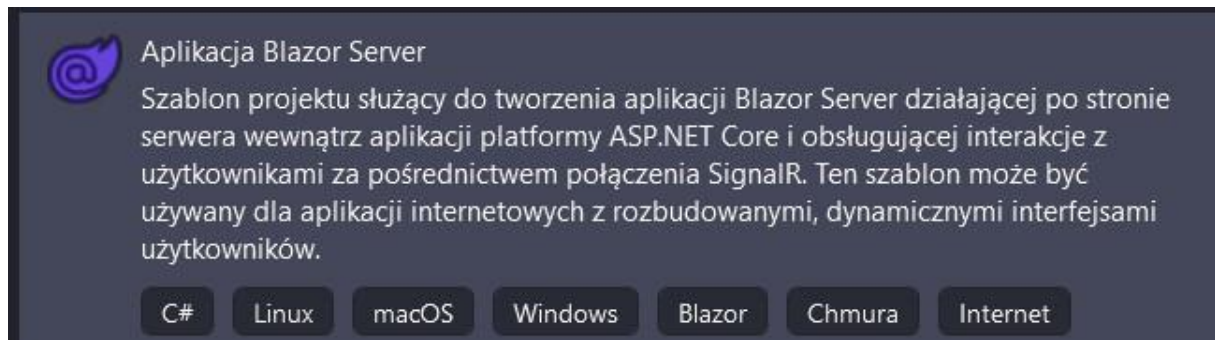 Aplikacja Blazor Server
Szablon projektu służący do tworzenia aplikacji Blazor Server działającej po stronie
serwera wewnątrz aplikacji platformy ASP.NET Core i obsługującej interakcje z
użytkownikami za pośrednictwem połączenia SignalR. Ten szablon może być
używany dla aplikacji internetowych z rozbudowanymi, dynamicznymi interfejsami
użytkowników.
C# Linux macOS Windows Blazor Chmura Internet